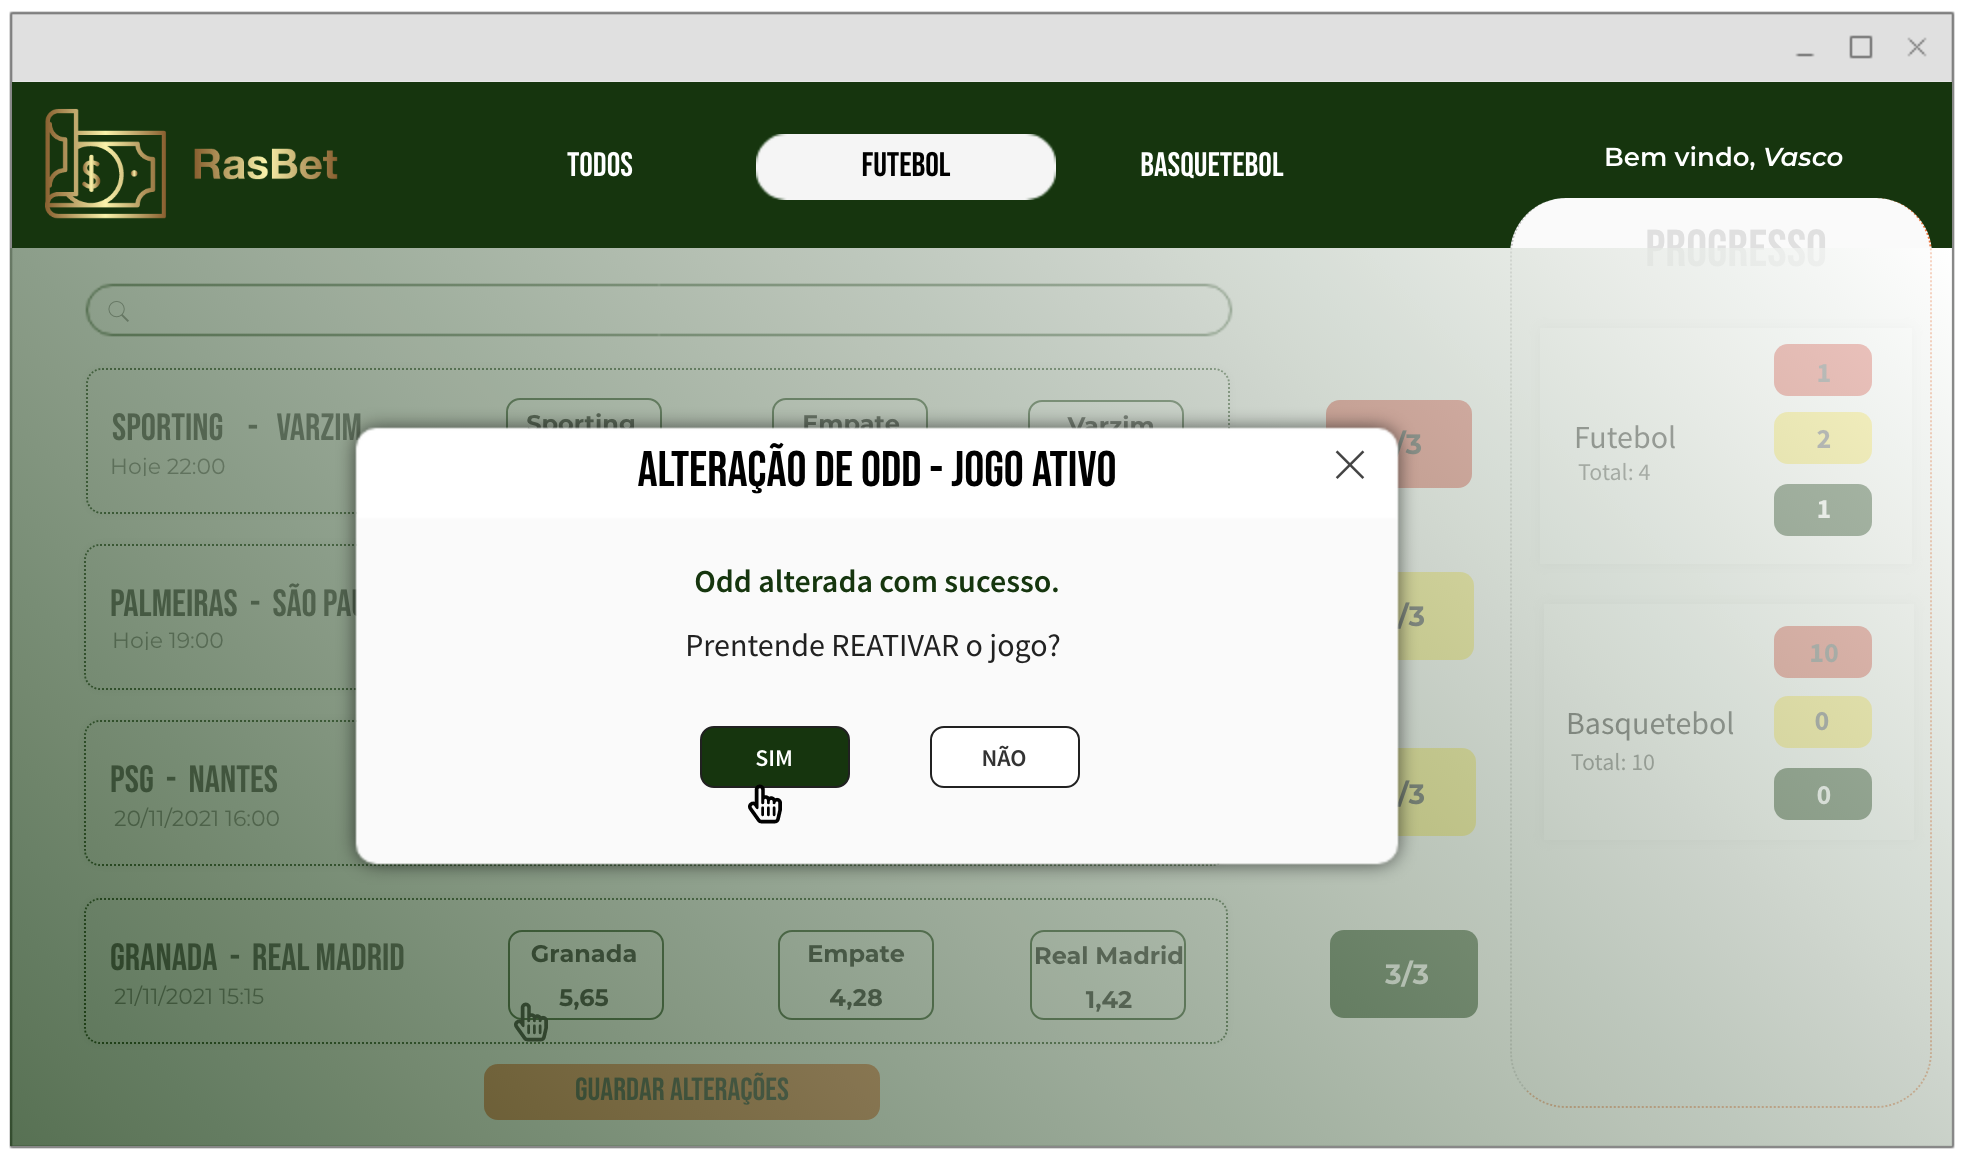 RasBet
TODOS
FUTEBOL
BASQUETEBOL
Bem vindo, Vasco
PROGRESSO
SPORTING - VARZIM
Hoje 22:00
Sporting
Empate
Varzim
/3
ALTERAÇÃO DE ODD - JOGO ATIVO
Odd alterada com sucesso.
Prentende REATIVAR o jogo?
SIM
NÃO
PALMEIRAS - SÃO PAU
Hoje 19:00
/3
PSG - NANTES
20/11/2021 16:00
/3
GRANADA - REAL MADRID
21/11/2021 15:15
Granada
5,65
Empate
4,28
Real Madrid
1,42
3/3
GUARDAR ALTERAÇÕES
Futebol
Total: 4
1
2
1
Basquetebol
Total: 10
10
0
0